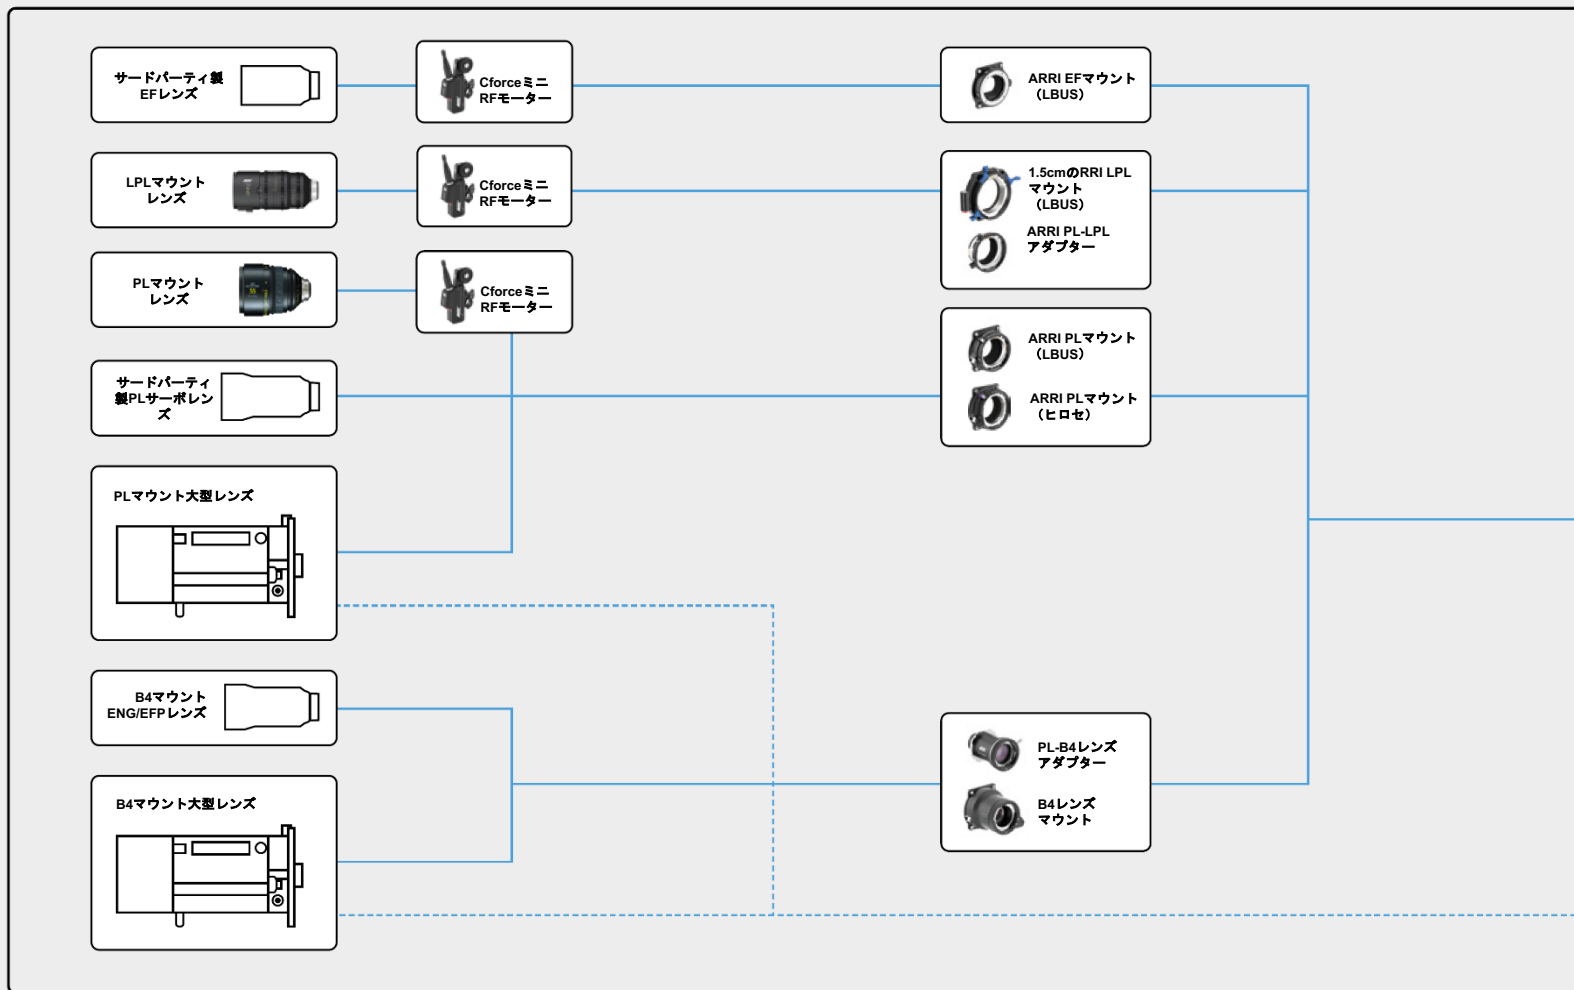 サードパーティ製
EFレンズ
Cforceミニ
RFモーター
ARRI EFマウント
（LBUS）
LPLマウント
レンズ
Cforceミニ
RFモーター
1.5cmのRRI LPL
マウント
（LBUS）
ARRI PL-LPL
アダプター
PLマウント
レンズ
Cforceミニ
RFモーター
ARRI PLマウント
（LBUS）
ARRI PLマウント
（ヒロセ）
サードパーティ
製PLサーボレン
ズ
PLマウント大型レンズ
B4マウント
ENG/EFPレンズ
PL-B4レンズ
アダプター
B4レンズ
マウント
B4マウント大型レンズ